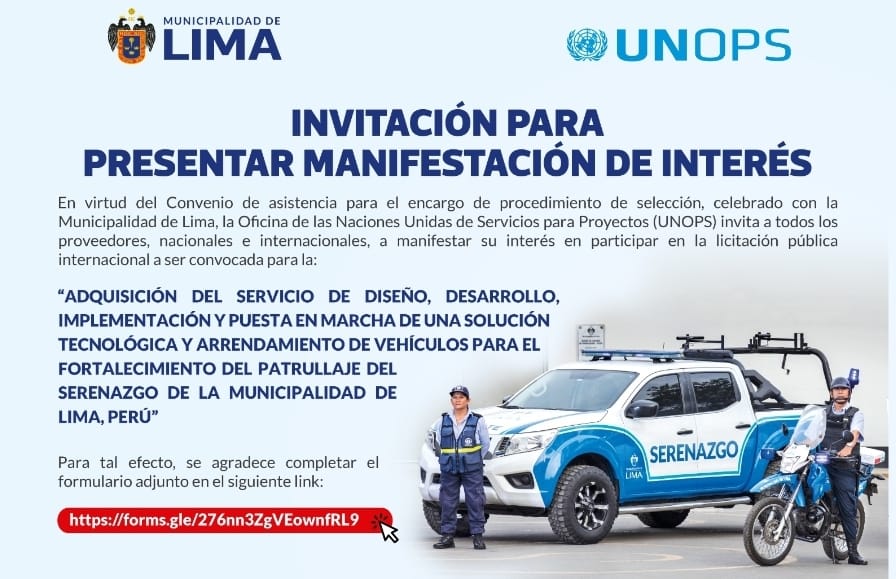 MUNICIPALIDAD DE
LIMA
UNOPS
INVITACIÓN PARA
PRESENTAR MANIFESTACIÓN DE INTERÉS
En virtud del Convenio de asistencia para el encargo de procedimiento de selección, celebrado con la
Municipalidad de Lima, la Oficina de las Naciones Unidas de Servicios para Proyectos (UNOPS) invita a todos los
proveedores, nacionales e internacionales, a manifestar su interés en participar en la licitación pública
internacional a ser convocada para la:
“ADQUISICIÓN DEL SERVICIO DE DISEÑO, DESARROLLO,
IMPLEMENTACIÓN Y PUESTA EN MARCHA DE UNA SOLUCIÓN
TECNOLÓGICA Y ARRENDAMIENTO DE VEHÍCULOS PARA EL
FORTALECIMIENTO DEL PATRULLAJE DEL
SERENAZGO DE LA MUNICIPALIDAD DE
LIMA, PERÚ”
Para tal efecto, se agradece completar el
formulario adjunto en el siguiente link:
https://forms.gle/276nn3ZgVEownfRL9
SERENAZGO
LIMA